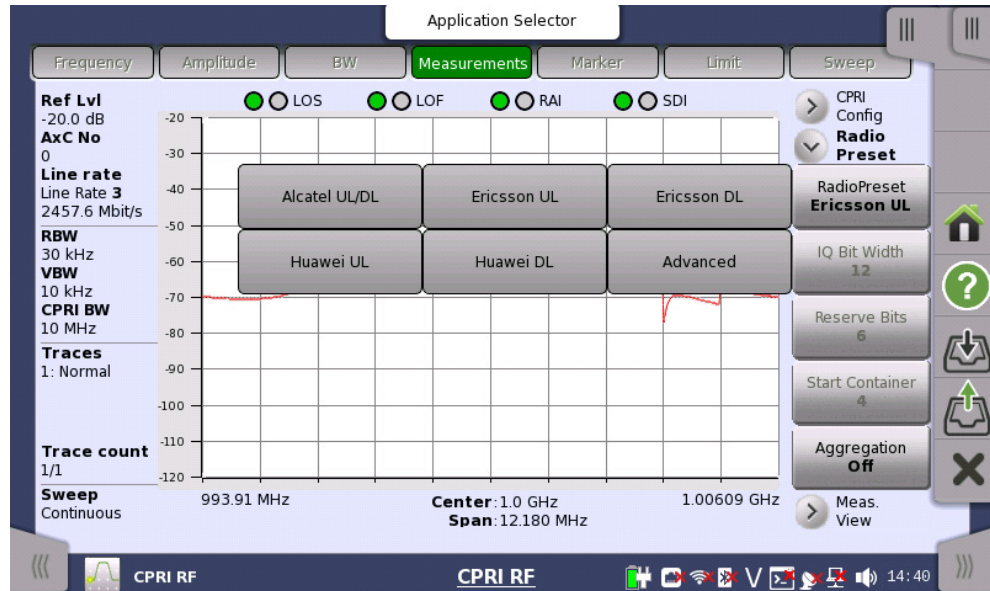 Application Selector
Frequency
Amplitude
BW
Measurements
Marker
Limit
Sweep
Ref Lvl
-20.0 dB
AxC No
0
Line rate
Line Rate 3
2457.6 Mbit/s
RBW
30 kHz
VBW
10 kHz
CPRI BW
10 MHz
Traces
1: Normal
Trace count
1/1
Sweep
Continuous
LOS
LOF
RAI
SDI
-20
-30
-40
-50
-60
-70
-80
-90
-100
-110
-120
Alcatel UL/DL
Ericsson UL
Ericsson DL
Huawei UL
Huawei DL
Advanced
993.91 MHz
Center:1.0 GHz
Span:12.180 MHz
1.00609 GHz
CPRI
Config
Radio
Preset
RadioPreset
Ericsson UL
IQ Bit Width
12
Reserve Bits
6
Start Container
4
Aggregation
Off
Meas.
View
?
CPRI RF
CPRI RF
V
14:40